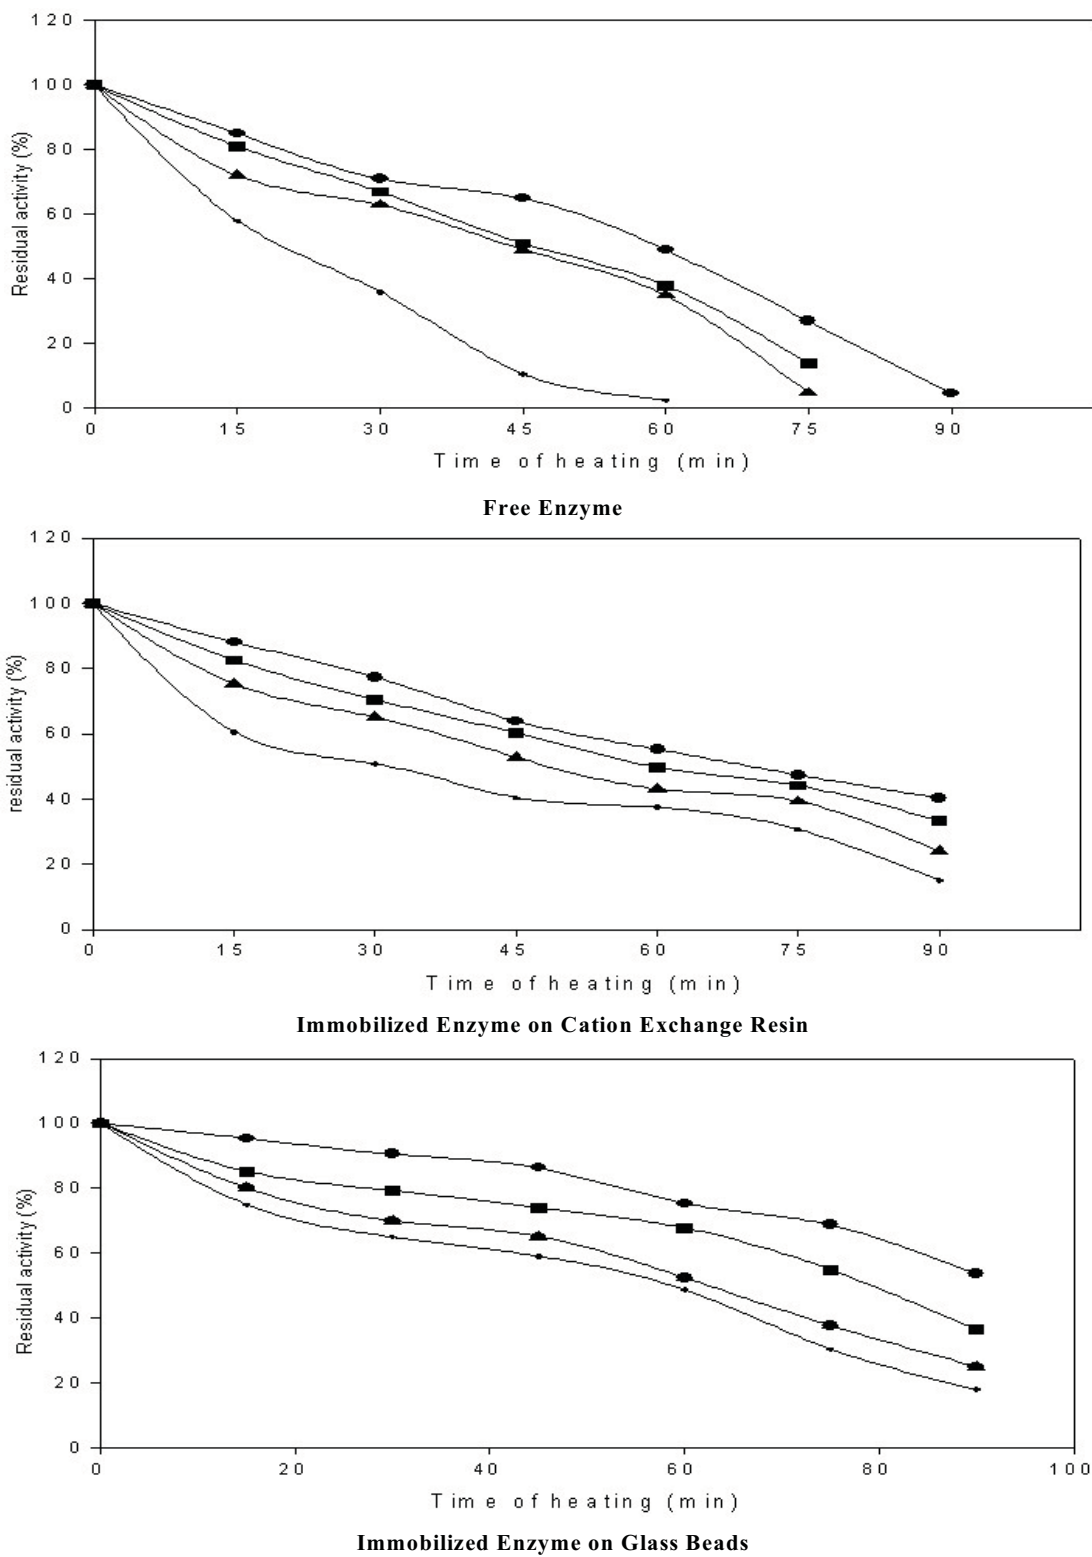 120
100
80
60
40
20
0
Residual activity (%)
0 15 30 45 60 75 90
Time of heating (min)
Free Enzyme
120
100
80
60
40
20
0
residual activity (%)
0 15 30 45 60 75 90
Time of heating (min)
Immobilized Enzyme on Cation Exchange Resin
120
100
80
60
40
20
0
Residual activity (%)
0 20 40 60 80 100
Time of heating (min)
Immobilized Enzyme on Glass Beads